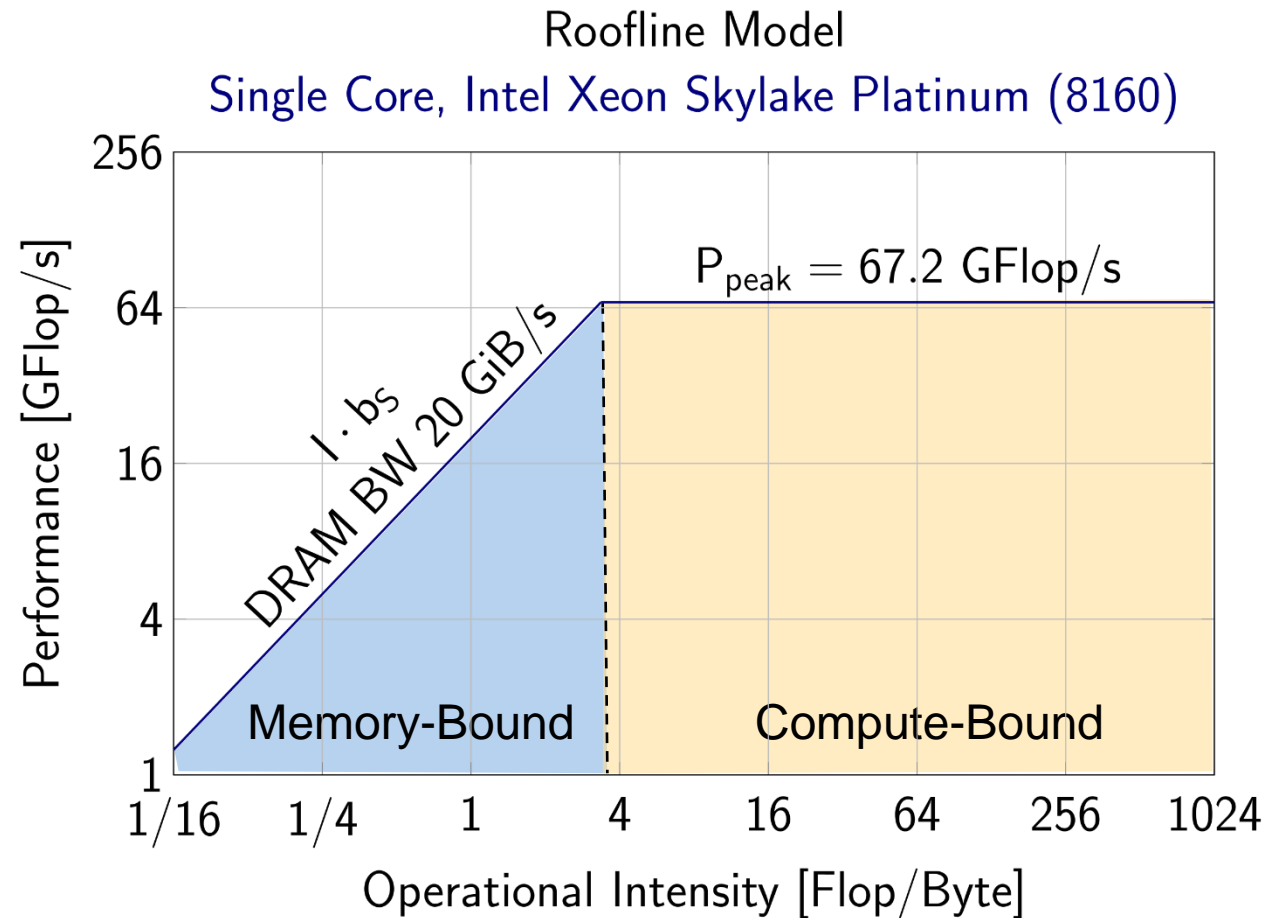 Roofline Model
Single Core, Intel Xeon Skylake Platinum (8160)
256
64
16
4
1
Performance [GFlop/s]
I · bS
DRAM BW 20 GiB/s
Ppeak = 67.2 GFlop/s
Memory-Bound
Compute-Bound
1/16 1/4 1 4 16 64 256 1024
Operational Intensity [Flop/Byte]